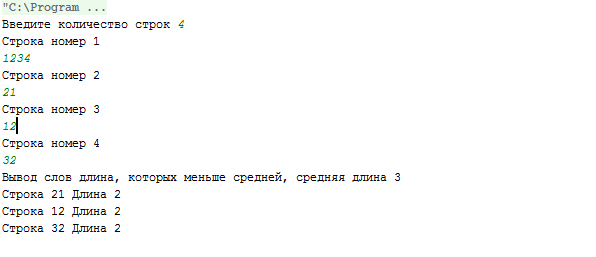 "C:\Program ...
Введите количество строк 4
Строка номер 1
1234
Строка номер 2
21
Строка номер 3
12
Строка номер 4
32
Вывод слов длина, которых меньше средней, средняя длина 3
Строка 21 Длина 2
Строка 12 Длина 2
Строка 32 Длина 2